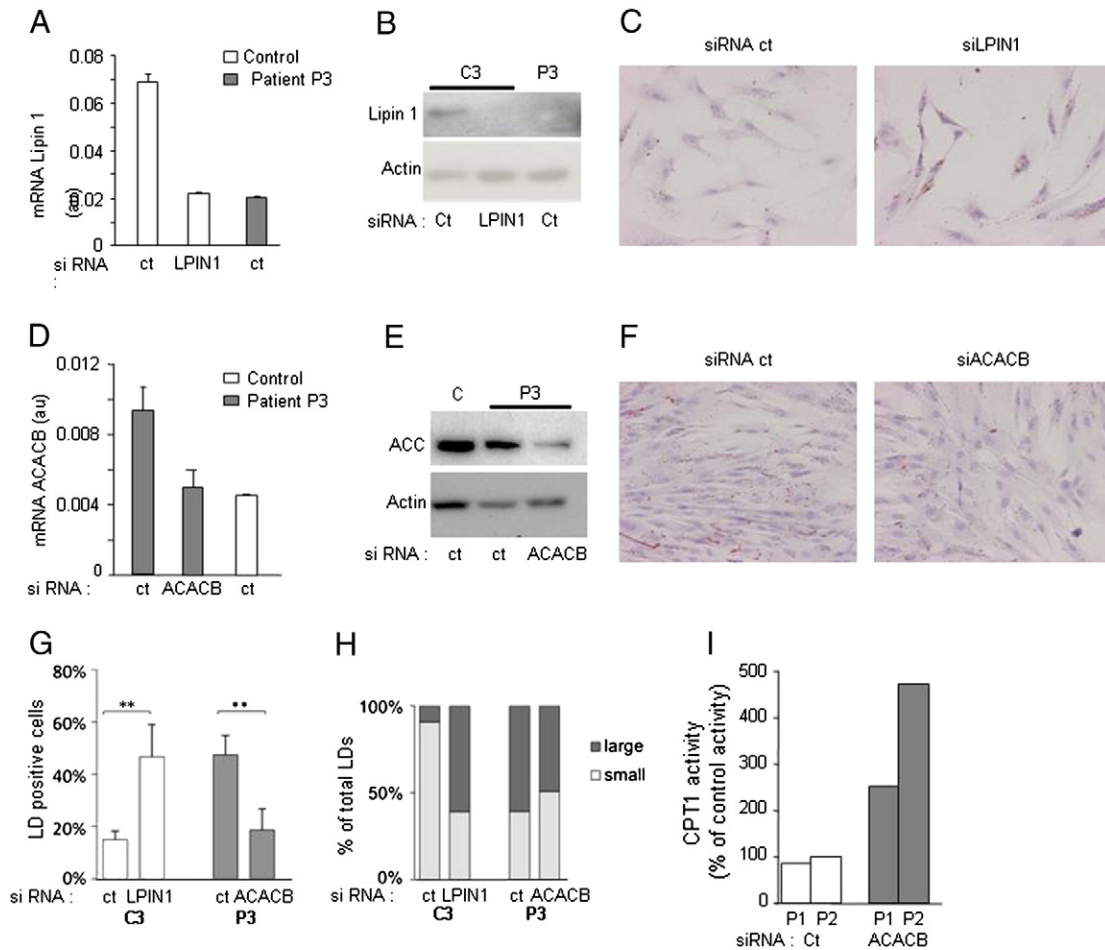 A
mRNA Lipin 1
(au)
0.08
0.06
0.04
0.02
0
Control
Patient P3
si RNA
:
ct LPIN1 ct
B
C3 P3
Lipin 1
Actin
siRNA : Ct LPIN1 Ct
C
siRNA ct siLPIN1
D
mRNA ACACB (au)
0.012
0.008
0.004
0
Control
Patient P3
si RNA : ct ACACB ct
E
C P3
ACC
Actin
si RNA : ct ct ACACB
F
siRNA ct siACACB
G
LD positive cells
80%
60%
40%
20%
0%
** **
si RNA : ct LPIN1 ct ACACB
C3 P3
H
% of total LDs
100%
50%
0%
large
small
si RNA : ct LPIN1 ct ACACB
C3 P3
I
CPT1 activity
(% of control activity)
500
400
300
200
100
0
P1 P2 P1 P2
siRNA : Ct ACACB